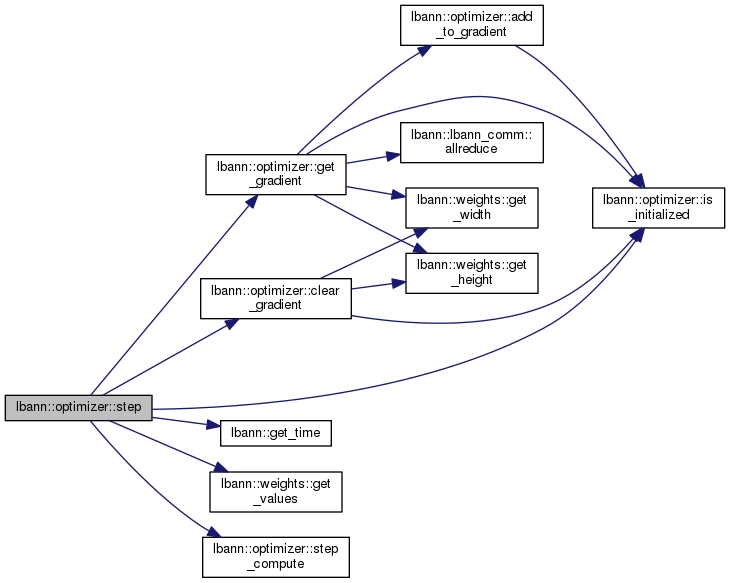 lbann::optimizer::add
_to_gradient
lbann::optimizer::get
_gradient
lbann::lbann_comm::
allreduce
lbann::weights::get
_width
lbann::optimizer::is
_initialized
lbann::weights::get
_height
lbann::optimizer::clear
_gradient
lbann::optimizer::step
lbann::get_time
lbann::weights::get
_values
lbann::optimizer::step
_compute